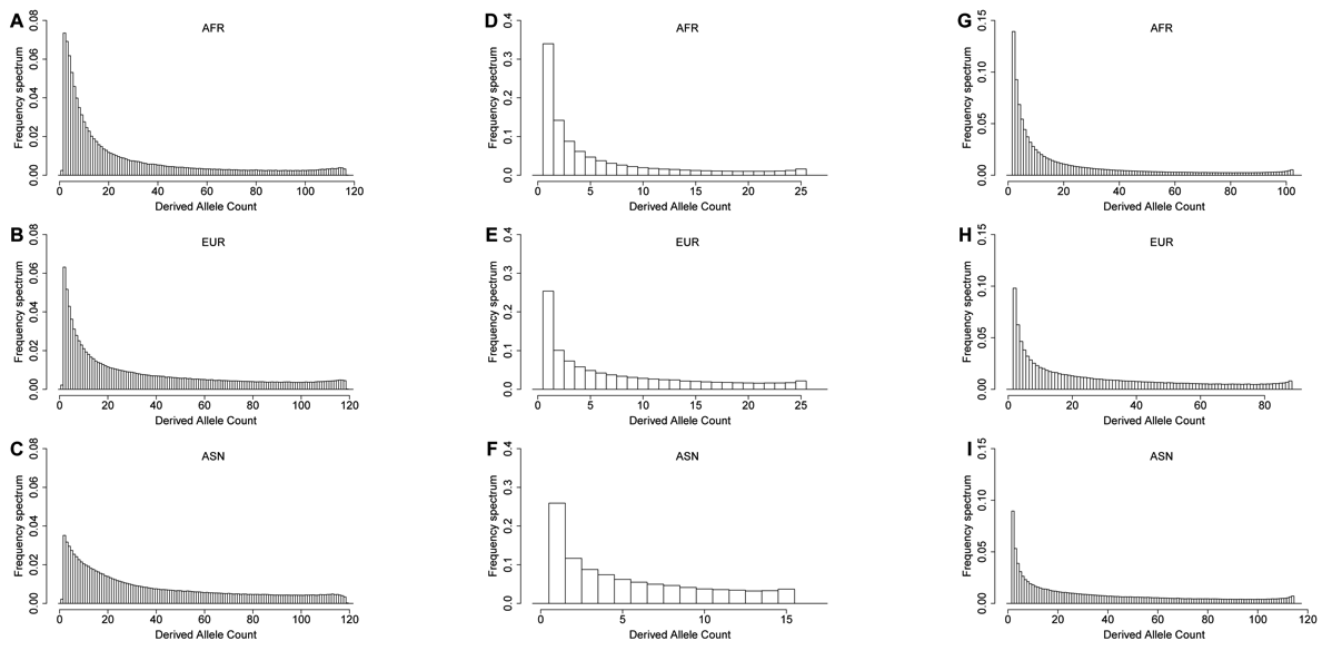 A
AFR
Frequency spectrum
0.00 0.02 0.04 0.06 0.08
0 20 40 60 80 100 120
Derived Allele Count
D
AFR
Frequency spectrum
0.0 0.1 0.2 0.3 0.4
0 5 10 15 20 25
Derived Allele Count
G
AFR
Frequency spectrum
0.00 0.05 0.10 0.15
0 20 40 60 80 100
Derived Allele Count
B
EUR
Frequency spectrum
0.00 0.02 0.04 0.06 0.08
0 20 40 60 80 100 120
Derived Allele Count
E
EUR
Frequency spectrum
0.0 0.1 0.2 0.3 0.4
0 5 10 15 20 25
Derived Allele Count
H
EUR
Frequency spectrum
0.00 0.05 0.10 0.15
0 20 40 60 80
Derived Allele Count
C
ASN
Frequency spectrum
0.00 0.02 0.04 0.06 0.08
0 20 40 60 80 100 120
Derived Allele Count
F
ASN
Frequency spectrum
0.0 0.1 0.2 0.3 0.4
0 5 10 15
Derived Allele Count
I
ASN
Frequency spectrum
0.00 0.05 0.10 0.15
0 20 40 60 80 100 120
Derived Allele Count